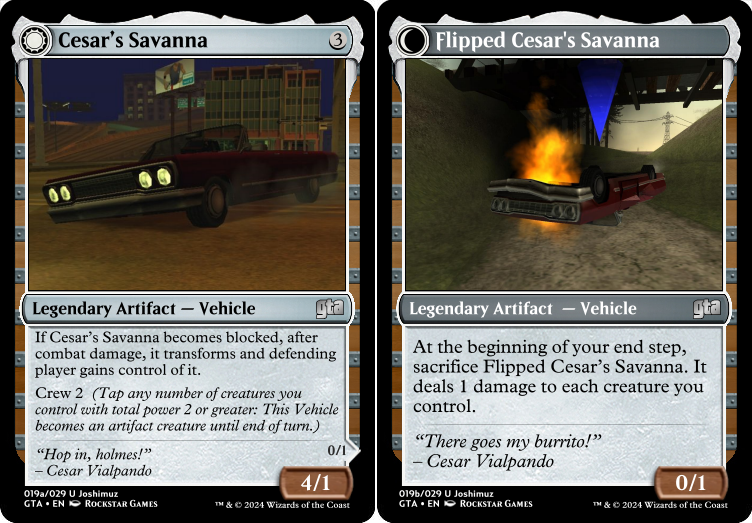 Cesar's Savanna
3
Legendary Artifact — Vehicle
gta
If Cesar's Savanna becomes blocked, after
combat damage, it transforms and defending
player gains control of it.
Crew 2 (Tap any number of creatures you
control with total power 2 or greater: This Vehicle
becomes an artifact creature until end of turn.)
"Hop in, holmes!"
– Cesar Vialpando
0/1
4/1
019a/029 U Joshimuz
GTA • EN Rockstar Games
™ & © 2024 Wizards of the Coast
Flipped Cesar's Savanna
Legendary Artifact – Vehicle
gta
At the beginning of your end step,
sacrifice Flipped Cesar's Savanna. It
deals 1 damage to each creature you
control.
"There goes my burrito!"
– Cesar Vialpando
0/1
019b/029 U Joshimuz
GTA • EN Rockstar Games
™ & © 2024 Wizards of the Coast